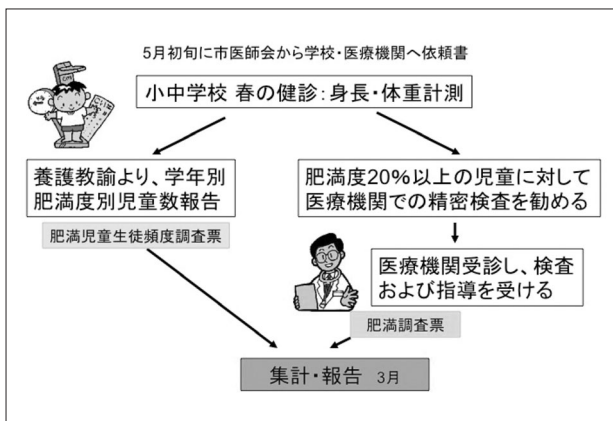 5月初旬に市医師会から学校・医療機関へ依頼書
小中学校 春の健診：身長・体重計測
養護教諭より、学年別
肥満度別児童数報告
肥満児童生徒頻度調査票
肥満度20%以上の児童に対して
医療機関での精密検査を勧める
医療機関受診し、検査
および指導を受ける
肥満調査票
集計・報告 3月